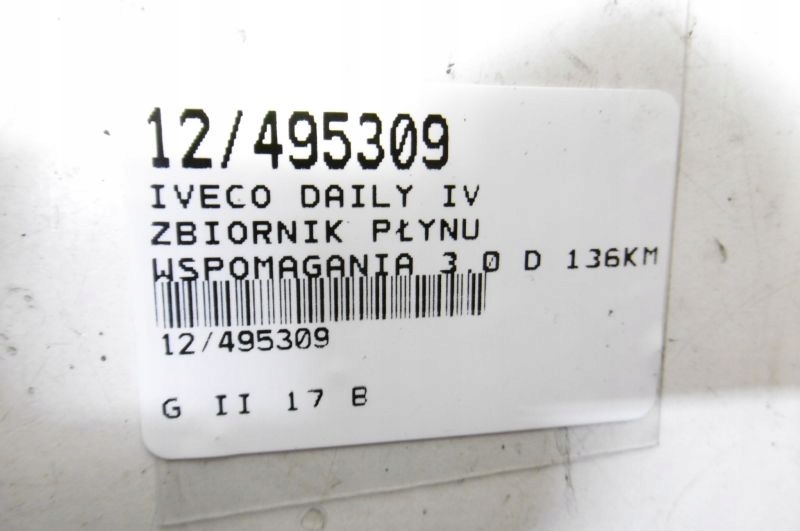 12/495309
IVECO DAILY IV
ZBIORNIK PŁYNU
WSPOMAGANIA 3.0 D 136KM
12/495309
G II 17 B